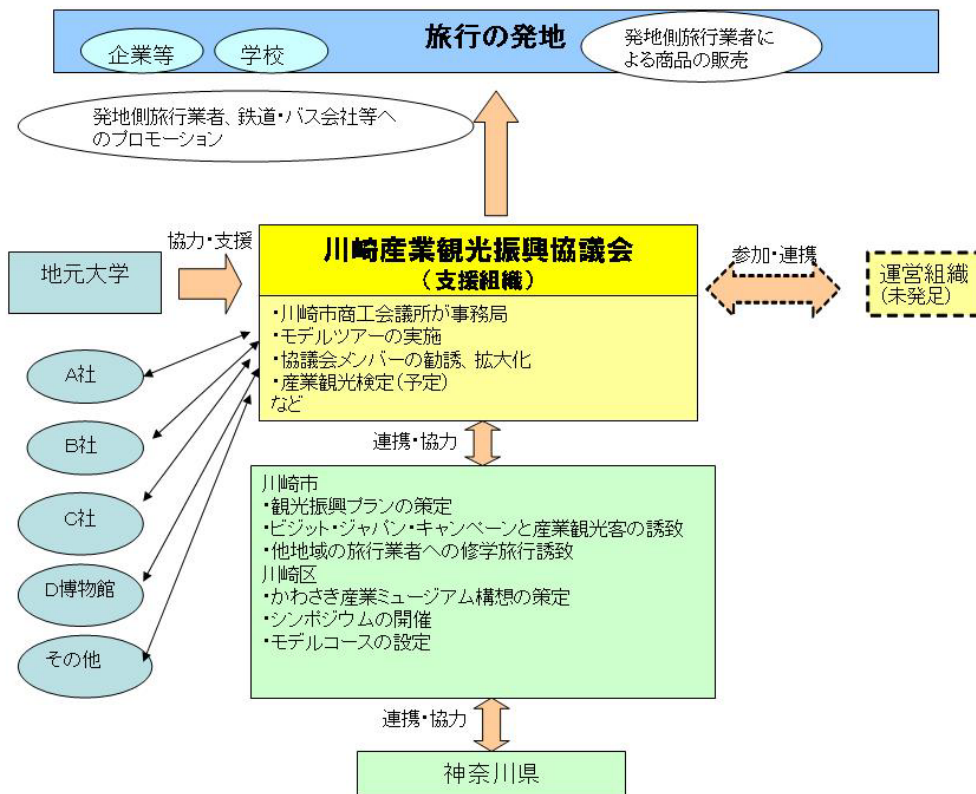 旅行の発地
企業等
学校
発地側旅行業者に
よる商品の販売
発地側旅行業者、鉄道・バス会社等へ
のプロモーション
協力・支援
地元大学
川崎産業観光振興協議会
(支援組織)
・川崎市商工会議所が事務局
・モデルツアーの実施
・協議会メンバーの勧誘、拡大化
・産業観光検定(予定)
など
参加・連携
運営組織
(未発足)
A社
B社
C社
D博物館
その他
連携・協力
川崎市
・観光振興プランの策定
・ビジット・ジャパン・キャンペーンと産業観光客の誘致
・他地域の旅行業者への修学旅行誘致
川崎区
・かわさき産業ミュージアム構想の策定
・シンポジウムの開催
・モデルコースの設定
連携・協力
神奈川県